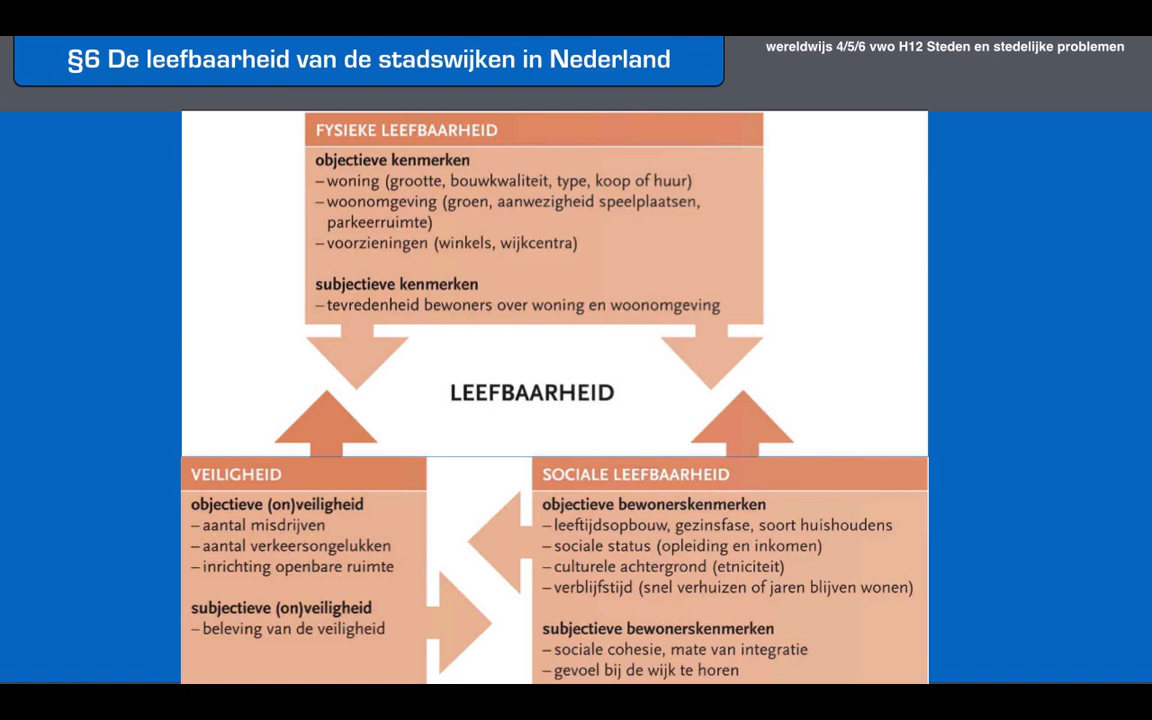 §6 De leefbaarheid van de stadswijken in Nederland
wereldwijs 4/5/6 vwo H12 Steden en stedelijke problemen
FYSIEKE LEEFBAARHEID
objectieve kenmerken
– woning (grootte, bouwkwaliteit, type, koop of huur)
– woonomgeving (groen, aanwezigheid speelplaatsen,
parkeerruimte)
– voorzieningen (winkels, wijkcentra)
subjectieve kenmerken
– tevredenheid bewoners over woning en woonomgeving
LEEFBAARHEID
VEILIGHEID
objectieve (on)veiligheid
– aantal misdrijven
– aantal verkeersongelukken
– inrichting openbare ruimte
subjectieve (on)veiligheid
– beleving van de veiligheid
SOCIALE LEEFBAARHEID
objectieve bewonerskenmerken
– leeftijdsopbouw, gezinsfase, soort huishoudens
– sociale status (opleiding en inkomen)
– culturele achtergrond (etniciteit)
– verblijfstijd (snel verhuizen of jaren blijven wonen)
subjectieve bewonerskenmerken
– sociale cohesie, mate van integratie
– gevoel bij de wijk te horen